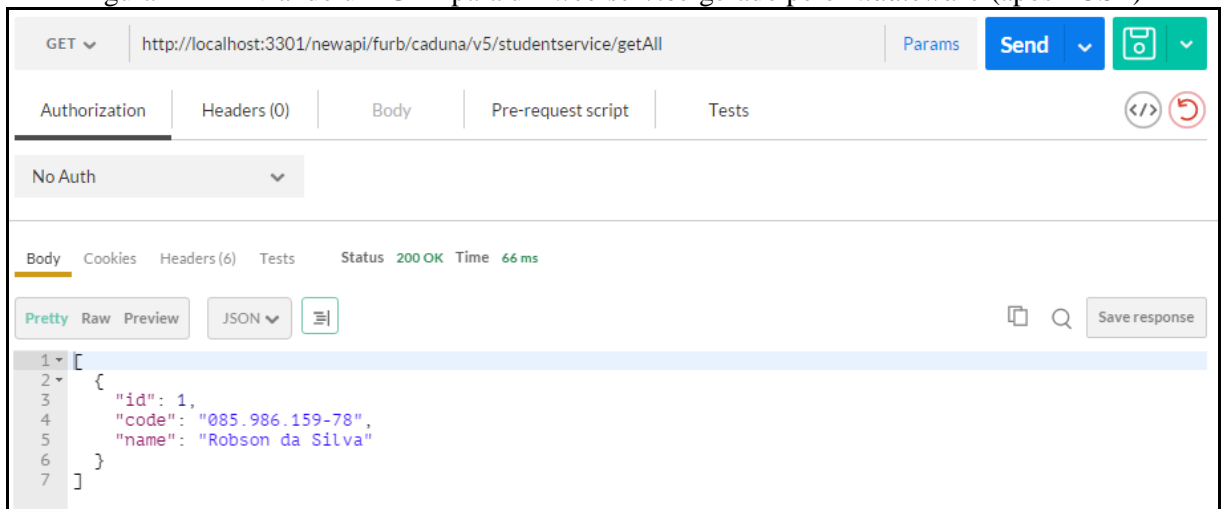 GET http://localhost:3301/newapi/furb/caduna/v5/studentservice/getAll Params Send
Authorization Headers (0) Body Pre-request script Tests
</>
No Auth
Body Cookies Headers (6) Tests Status 200 OK Time 66 ms
Pretty Raw Preview JSON Save response
1 [
2 {
3 "id": 1,
4 "code": "085.986.159-78",
5 "name": "Robson da Silva"
6 }
7 ]